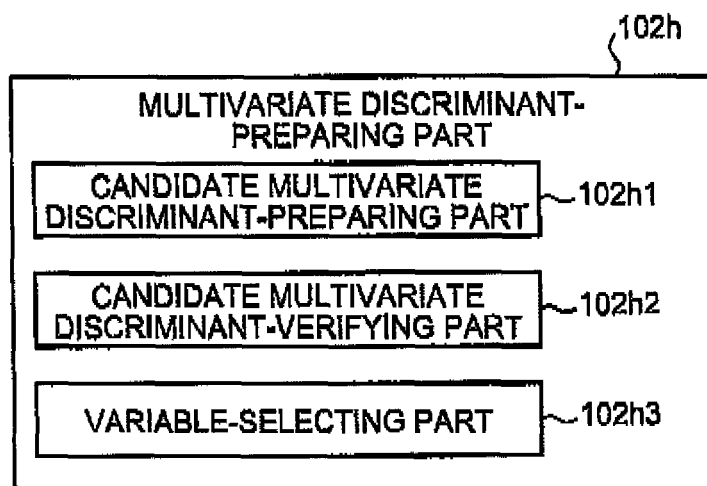 102h
MULTIVARIATE DISCRIMINANT-
PREPARING PART
CANDIDATE MULTIVARIATE
DISCRIMINANT-PREPARING PART
102h1
CANDIDATE MULTIVARIATE
DISCRIMINANT-VERIFYING PART
102h2
VARIABLE-SELECTING PART
102h3